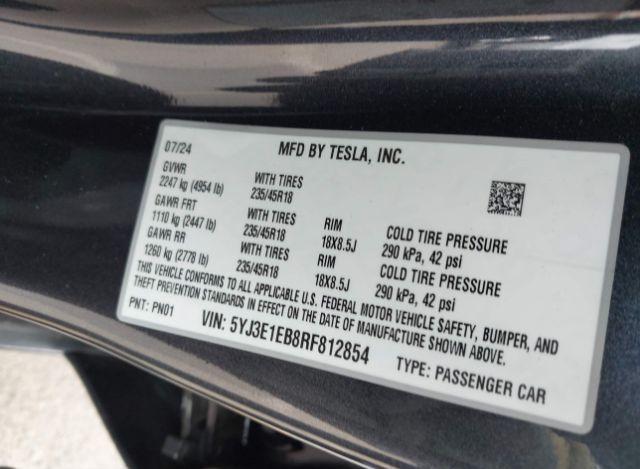 07/24 MFD BY TESLA, INC.
GVWR
2247 kg (4954 lb) WITH TIRES
235/45R18
GAWR FRT
1110 kg (2447 lb) WITH TIRES RIM COLD TIRE PRESSURE
235/45R18 18X8.5J 290 kPa, 42 psi
GAWR RR
1260 kg (2778 lb) WITH TIRES RIM COLD TIRE PRESSURE
235/45R18 18X8.5J 290 kPa, 42 psi
THIS VEHICLE CONFORMS TO ALL APPLICABLE U.S. FEDERAL MOTOR VEHICLE SAFETY, BUMPER, AND
THEFT PREVENTION STANDARDS IN EFFECT ON THE DATE OF MANUFACTURE SHOWN ABOVE.
PNT: PN01 VIN: 5YJ3E1EB8RF812854 TYPE: PASSENGER CAR